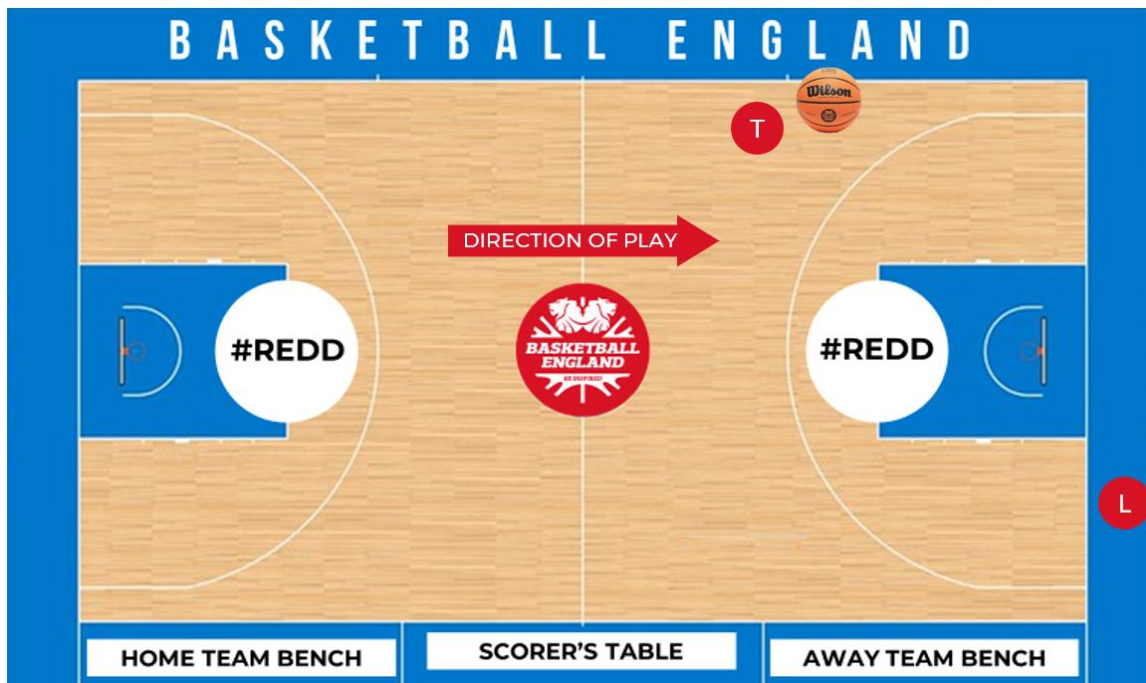 BASKETBALL ENGLAND
Wilson
T
DIRECTION OF PLAY
#REDD
BASKETBALL
ENGLAND
#REDD
L
HOME TEAM BENCH
SCORER'S TABLE
AWAY TEAM BENCH